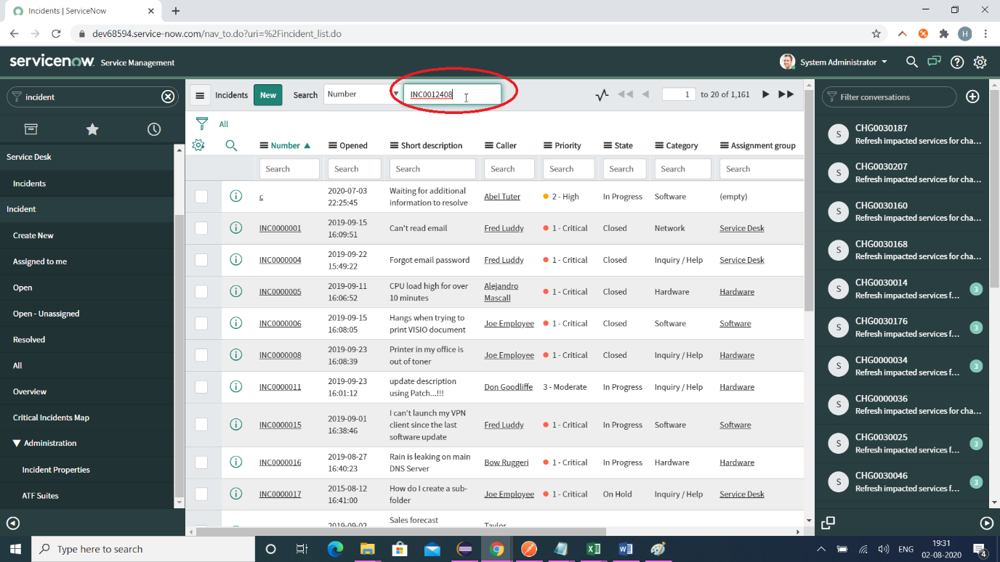 Incidents | ServiceNow
dev68594.service-now.com/nav_to.do?uri=%2Fincident_list.do
H
servicenow. Service Management
System Administrator
incident
Service Desk
Incidents
Incident
Create New
Assigned to me
Open
Open - Unassigned
Resolved
All
Overview
Critical Incidents Map
Administration
Incident Properties
ATF Suites
Incidents New Search Number INC0012408 1 to 20 of 1,161
All
Number Opened Short description Caller Priority State Category Assignment group
Search Search Search Search Search Search Search Search
c 2020-07-03 22:25:45 Waiting for additional information to resolve Abel Tuter 2 - High In Progress Software (empty)
INC0000001 2019-09-15 16:09:51 Can't read email Fred Luddy 1 - Critical Closed Network Service Desk
INC0000004 2019-09-22 15:49:22 Forgot email password Fred Luddy 1 - Critical Closed Inquiry / Help Service Desk
INC0000005 2019-09-11 16:06:52 CPU load high for over 10 minutes Alejandro Mascall 1 - Critical Closed Hardware Hardware
INC0000006 2019-09-15 16:08:05 Hangs when trying to print VISIO document Joe Employee 1 - Critical Closed Software Software
INC0000008 2019-09-23 16:08:39 Printer in my office is out of toner Joe Employee 1 - Critical Closed Inquiry / Help Hardware
INC0000011 2019-09-23 16:01:12 update description using Patch...!!! Don Goodliffe 3 - Moderate In Progress Inquiry / Help Hardware
INC0000015 2019-09-01 16:38:46 I can't launch my VPN client since the last software update Fred Luddy 1 - Critical In Progress Software Software
INC0000016 2019-08-27 16:40:23 Rain is leaking on main DNS Server Bow Ruggeri 1 - Critical In Progress Hardware Hardware
INC0000017 2015-08-12 16:41:00 How do I create a sub-folder Joe Employee 1 - Critical On Hold Inquiry / Help Service Desk
2019-09-02 Sales forecast Taylor
Filter conversations
S CHG0030187
Refresh impacted services for cha...
S CHG0030207
Refresh impacted services for cha...
S CHG0030160
Refresh impacted services for cha...
S CHG0030168
Refresh impacted services for cha...
S CHG0030014
Refresh impacted services f... 3
S CHG0030176
Refresh impacted services f... 3
S CHG0000034
Refresh impacted services f... 3
S CHG0000036
Refresh impacted services for cha...
S CHG0030025
Refresh impacted services f... 3
S CHG0030046
Refresh impacted services f... 3
Type here to search
ENG
19:31
02-08-2020
4